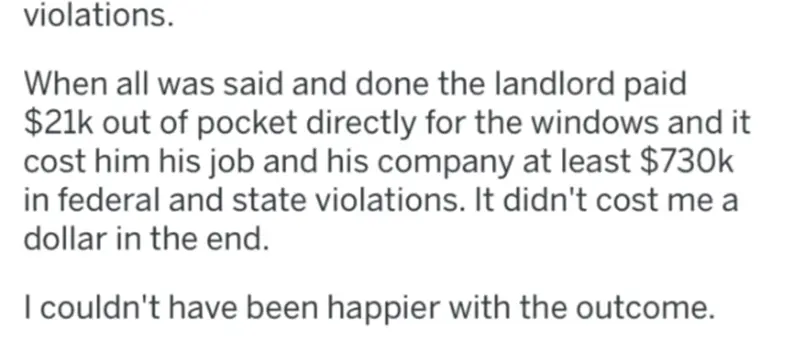 violations.
When all was said and done the landlord paid
$21k out of pocket directly for the windows and it
cost him his job and his company at least $730k
in federal and state violations. It didn't cost me a
dollar in the end.
I couldn't have been happier with the outcome.